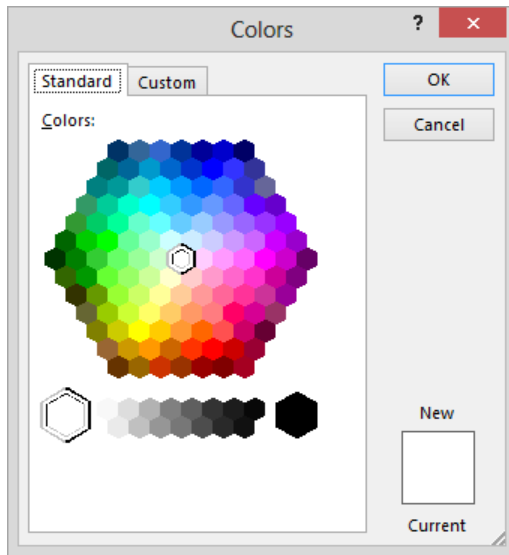 Colors
?
×
Standard
Custom
OK
Colors:
Cancel
New
Current